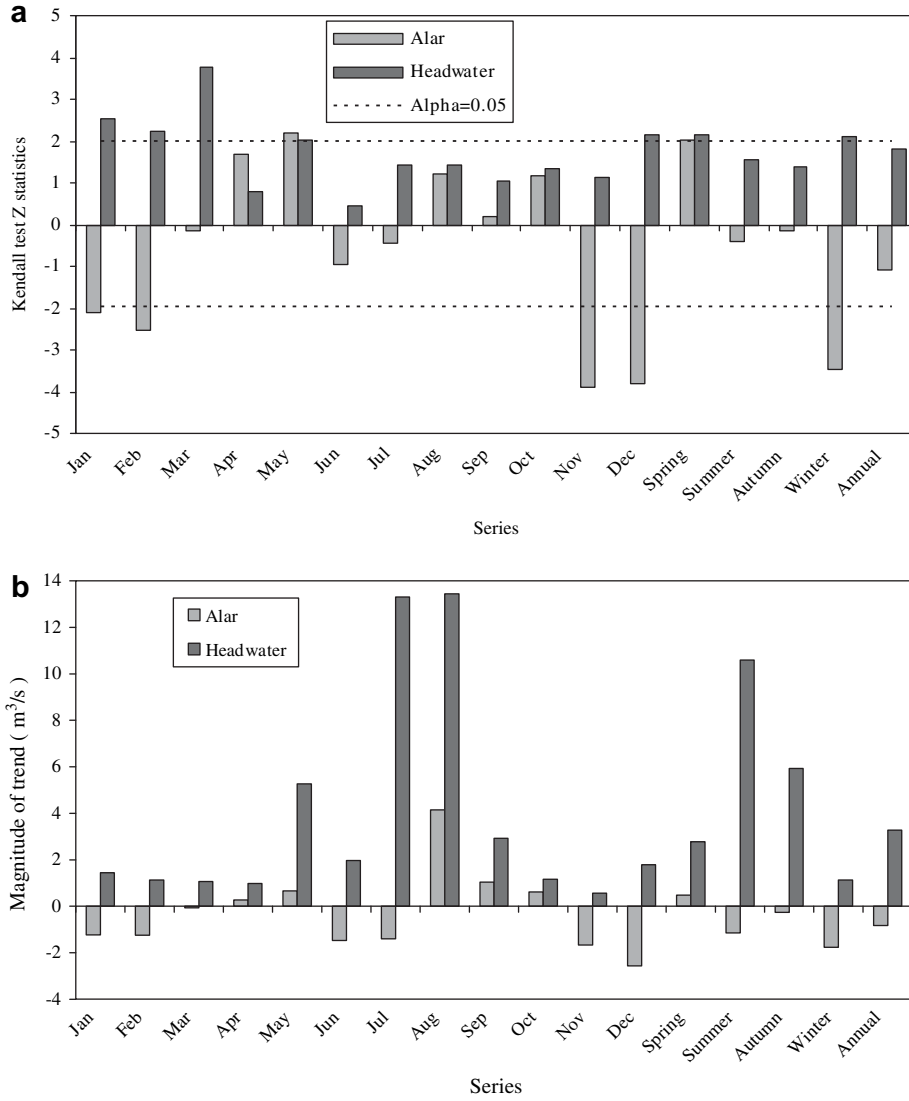 a
5
4
3
2
1
0
-1
-2
-3
-4
-5
Kendall test Z statistics
Alar
Headwater
Alpha=0.05
Jan Feb Mar Apr May Jun Jul Aug Sep Oct Nov Dec Spring Summer Autumn Winter Annual
Series
b
14
12
10
8
6
4
2
0
-2
-4
Magnitude of trend ( m³/s)
Alar
Headwater
Jan Feb Mar Apr May Jun Jul Aug Sep Oct Nov Dec Spring Summer Autumn Winter Annual
Series